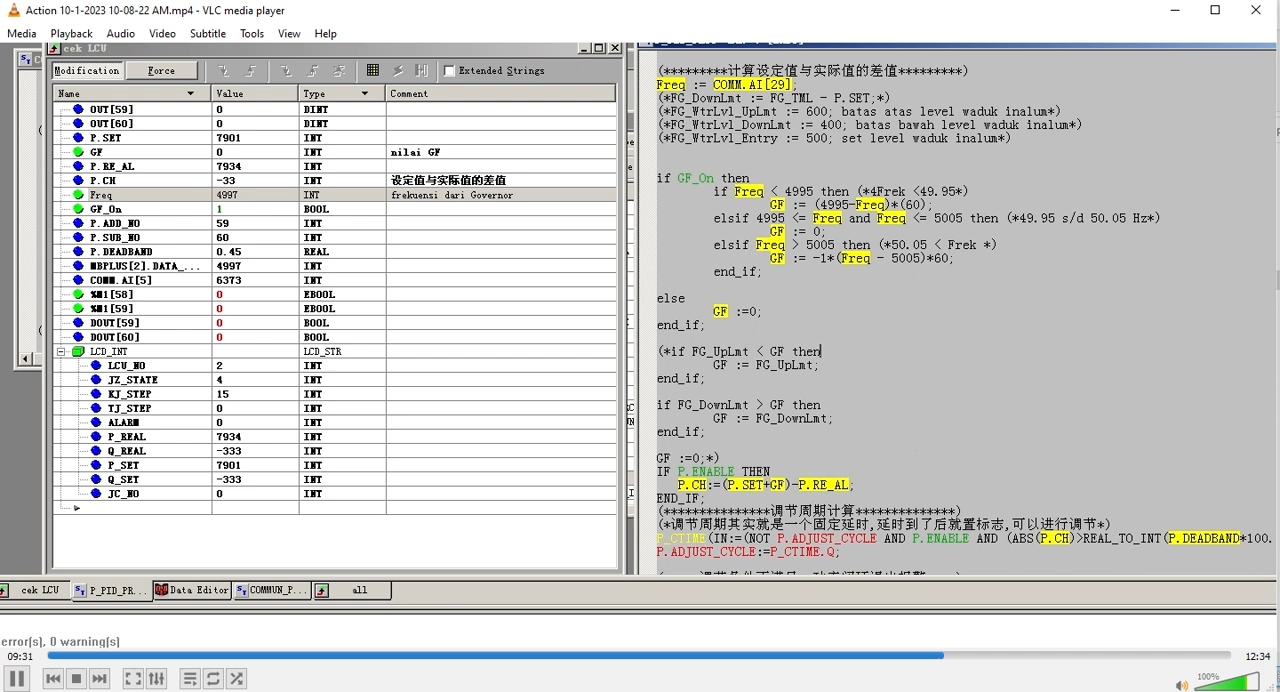 Action 10-1-2023 10-08-22 AM.mp4 - VLC media player
Media Playback Audio Video Subtitle Tools View Help
cek LCU
Modification Force Extended Strings
Name Value Type Comment
OUT[59] 0 DINT
OUT[60] 0 DINT
P.SET 7901 INT
GF 0 INT nilai GF
P.RE_AL 7934 INT
P.CH -33 INT 设定值与实际值的差值
Freq 4997 INT frekuensi dari Governor
GF_On 1 BOOL
P.ADD_NO 59 INT
P.SUB_NO 60 INT
P.DEADBAND 0.45 REAL
MBPLUS[2].DATA_... 4997 INT
COMM.AI[5] 6373 INT
%M1[58] 0 EBOOL
%M1[59] 0 EBOOL
DOUT[59] 0 BOOL
DOUT[60] 0 BOOL
LCD_INT LCD_STR
LCU_NO 2 INT
JZ_STATE 4 INT
KJ_STEP 15 INT
TJ_STEP 0 INT
ALARM 0 INT
P_REAL 7934 INT
Q_REAL -333 INT
P_SET 7901 INT
Q_SET -333 INT
JC_NO 0 INT
(*********计算设定值与实际值的差值*********)
Freq := COMM.AI[29];
(*FG_DownLmt := FG_TML - P.SET;*)
(*FG_WtrLvl_UpLmt := 600; batas atas level waduk inalum*)
(*FG_WtrLvl_DownLmt := 400; batas bawah level waduk inalum*)
(*FG_WtrLvl_Entry := 500; set level waduk inalum*)
if GF_On then
if Freq < 4995 then (*4Frek <49.95*)
GF := (4995-Freq)*(60);
elsif 4995 <= Freq and Freq <= 5005 then (*49.95 s/d 50.05 Hz*)
GF := 0;
elsif Freq > 5005 then (*50.05 < Frek *)
GF := -1*(Freq - 5005)*60;
end_if;
else
GF :=0;
end_if;
(*if FG_UpLmt < GF then
GF := FG_UpLmt;
end_if;
if FG_DownLmt > GF then
GF := FG_DownLmt;
end_if;
GF :=0;*)
IF P.ENABLE THEN
P.CH:=(P.SET+GF)-P.RE_AL;
END_IF;
(***************调节周期计算**************)
(*调节周期其实就是一个固定延时,延时到了后就置标志,可以进行调节*)
P_CTIME(IN:=(NOT P.ADJUST_CYCLE AND P.ENABLE AND (ABS(P.CH)>REAL_TO_INT(P.DEADBAND*100.
P.ADJUST_CYCLE:=P_CTIME.Q;
cek LCU P_PID_PR... Data Editor COMMUN_P... all
error(s), 0 warning(s)
09:31 12:34
100%